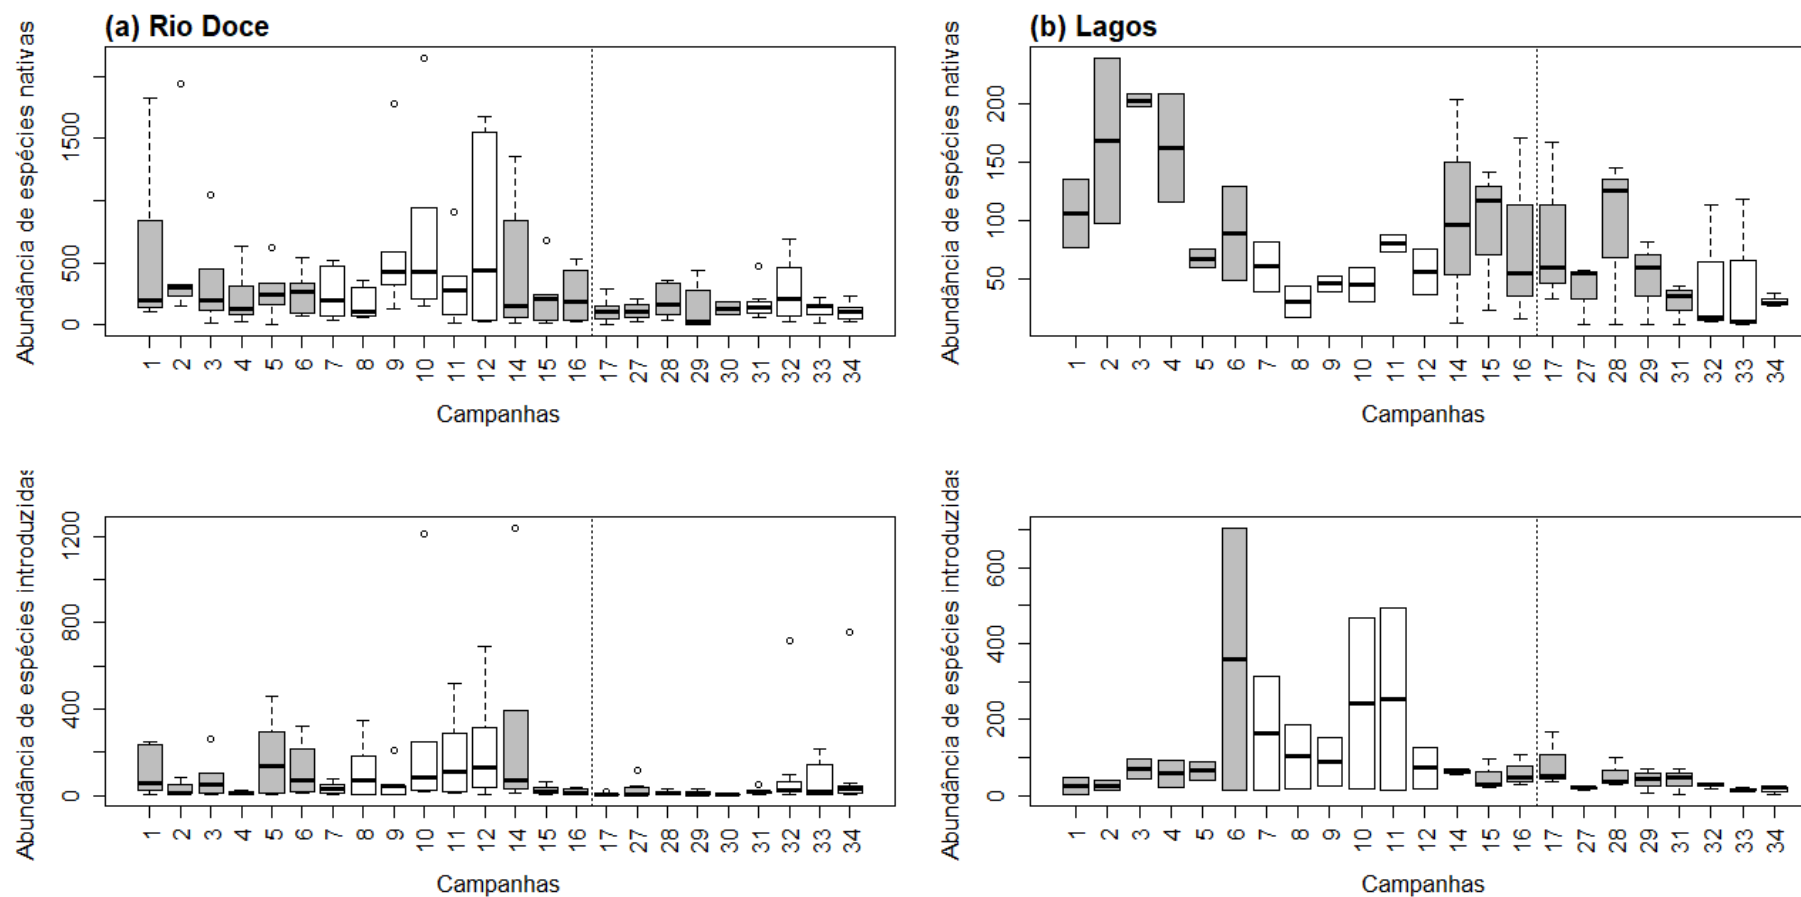 (a) Rio Doce
Abundância de espécies nativas
0
500
1500
1 2 3 4 5 6 7 8 9 10 11 12 14 15 16 17 27 28 29 30 31 32 33 34
Campanhas
(b) Lagos
Abundância de espécies nativas
50
100
150
200
1 2 3 4 5 6 7 8 9 10 11 12 14 15 16 17 27 28 29 31 32 33 34
Campanhas
Abundância de espécies introduzidas
0
400
800
1200
1 2 3 4 5 6 7 8 9 10 11 12 14 15 16 17 27 28 29 30 31 32 33 34
Campanhas
Abundância de espécies introduzidas
0
200
400
600
1 2 3 4 5 6 7 8 9 10 11 12 14 15 16 17 27 28 29 31 32 33 34
Campanhas